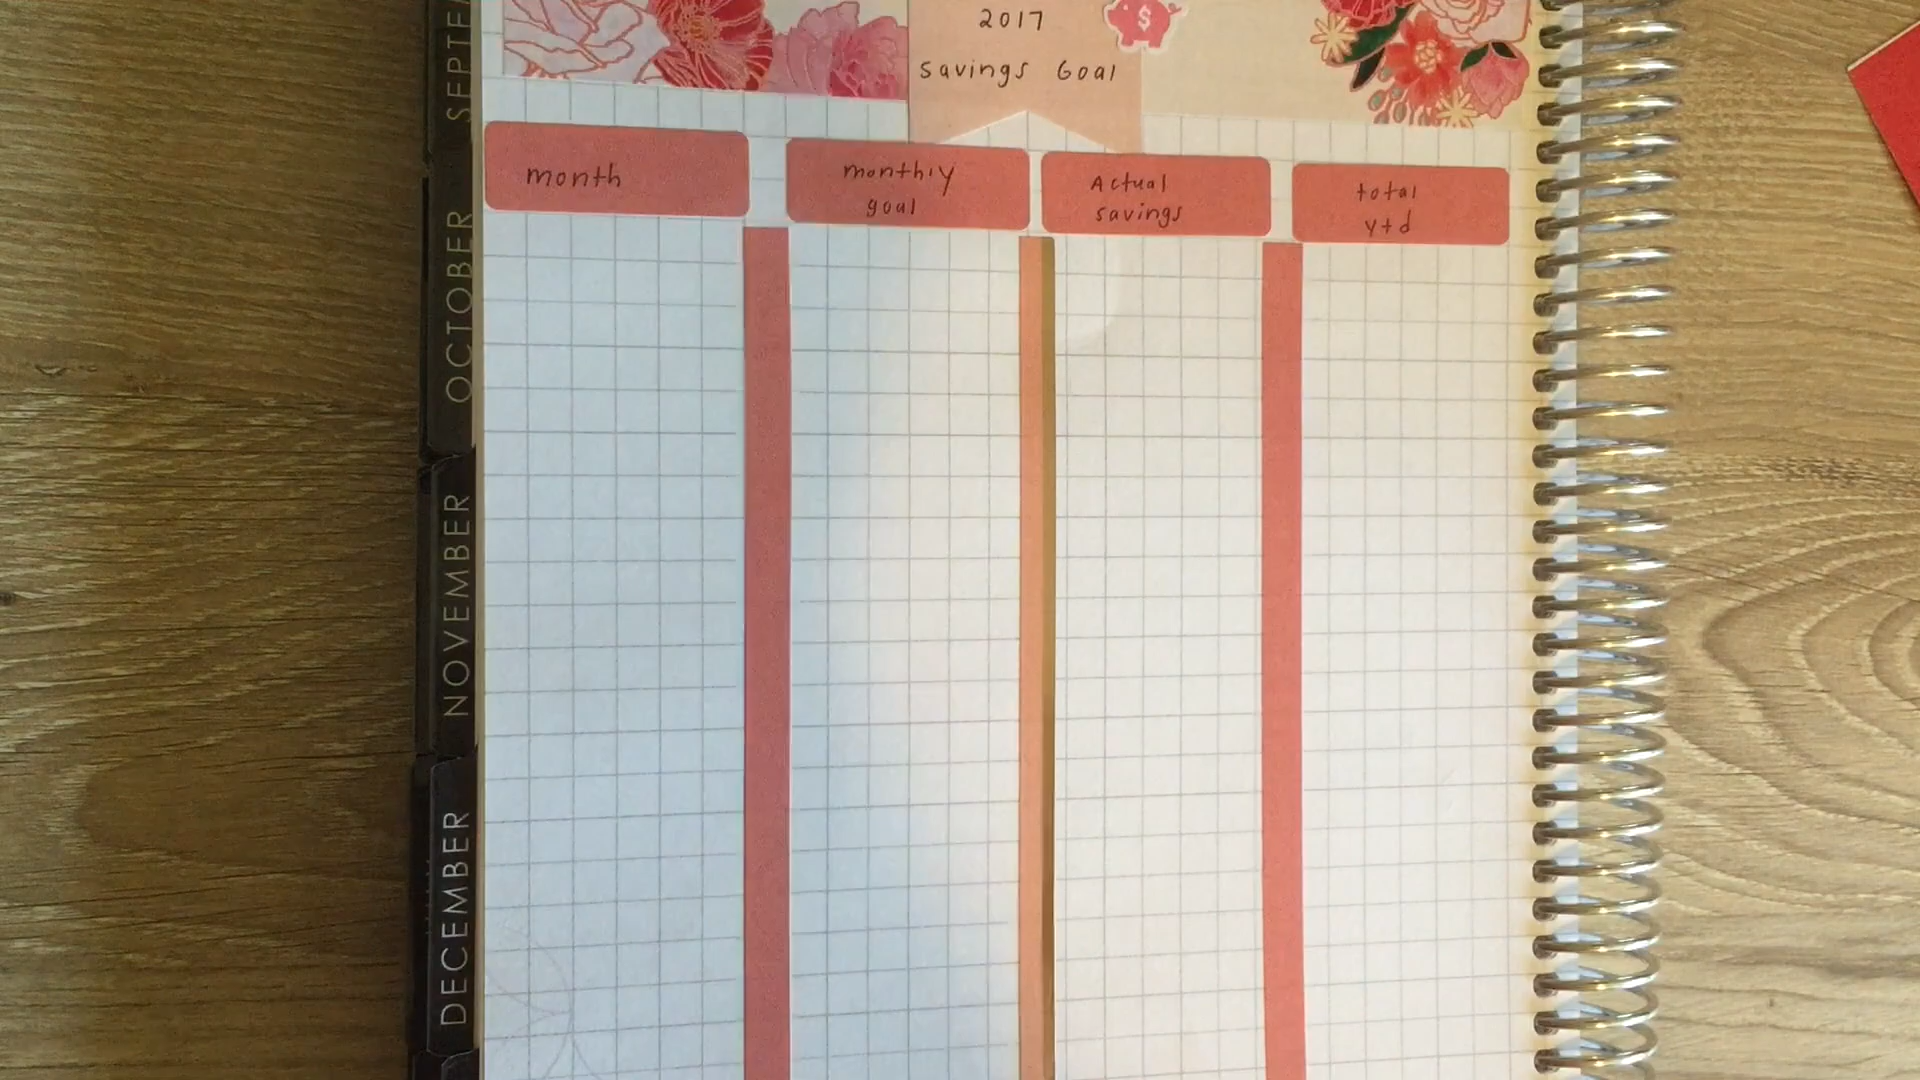 2017
savings Goal
$
month
monthly
goal
Actual
savings
total
ytd
SEPTE
OCTOBER
NOVEMBER
DECEMBER